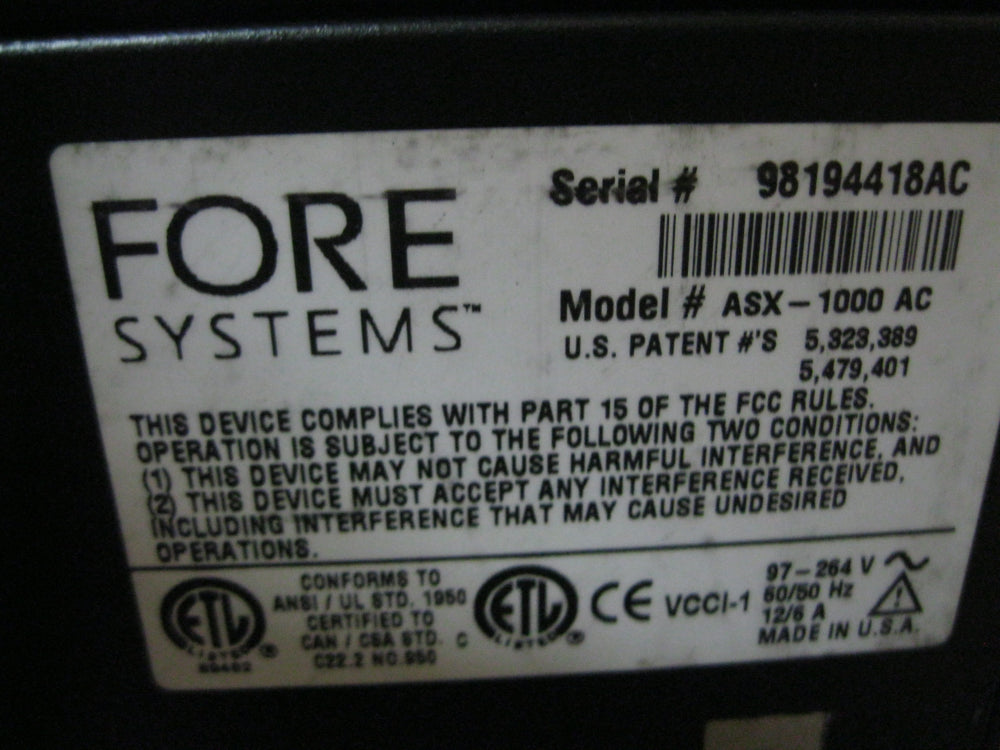 FORE
SYSTEMS™
Serial # 98194418AC
Model # ASX-1000 AC
U.S. PATENT #'S 5,323,389
5,479,401
THIS DEVICE COMPLIES WITH PART 15 OF THE FCC RULES.
OPERATION IS SUBJECT TO THE FOLLOWING TWO CONDITIONS:
(1) THIS DEVICE MAY NOT CAUSE HARMFUL INTERFERENCE, AND
(2) THIS DEVICE MUST ACCEPT ANY INTERFERENCE RECEIVED,
INCLUDING INTERFERENCE THAT MAY CAUSE UNDESIRED
OPERATIONS.
ETL
LISTED
CONFORMS TO
ANSI / UL STD. 1950
CERTIFIED TO
CAN / CSA STD.
C22.2 NO.950
C
ETL
LISTED
CE
VCCI-1
97-264 V ~
60/50 Hz
12/6 A
MADE IN U.S.A.